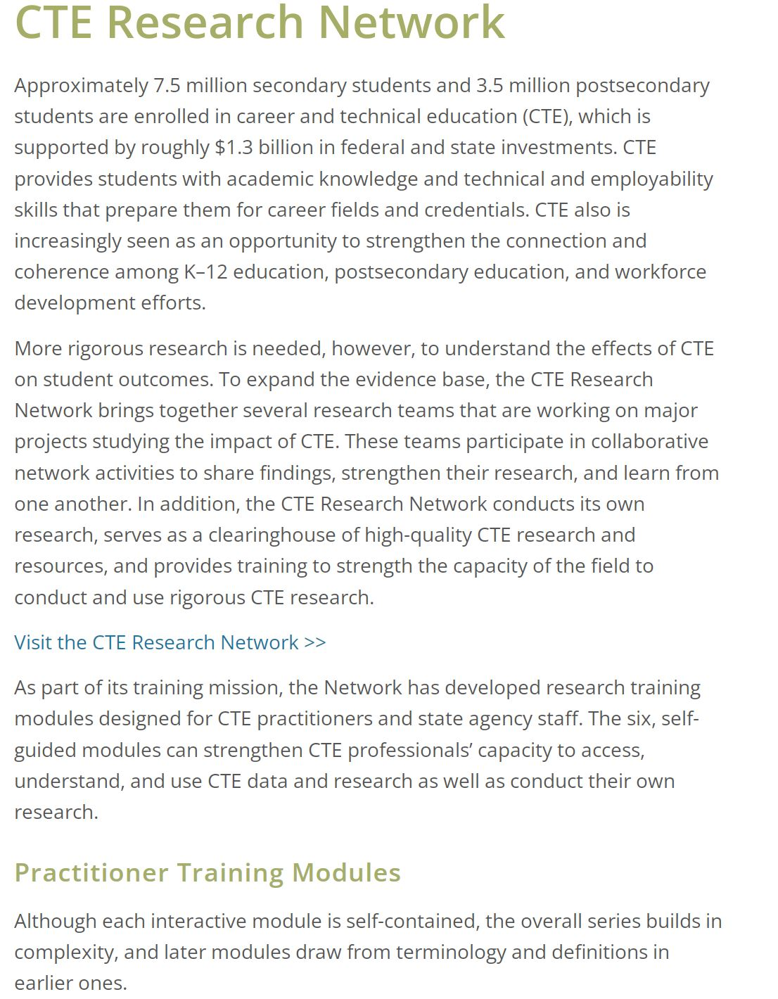 CTE Research Network
Approximately 7.5 million secondary students and 3.5 million postsecondary
students are enrolled in career and technical education (CTE), which is
supported by roughly $1.3 billion in federal and state investments. CTE
provides students with academic knowledge and technical and employability
skills that prepare them for career fields and credentials. CTE also is
increasingly seen as an opportunity to strengthen the connection and
coherence among K–12 education, postsecondary education, and workforce
development efforts.
More rigorous research is needed, however, to understand the effects of CTE
on student outcomes. To expand the evidence base, the CTE Research
Network brings together several research teams that are working on major
projects studying the impact of CTE. These teams participate in collaborative
network activities to share findings, strengthen their research, and learn from
one another. In addition, the CTE Research Network conducts its own
research, serves as a clearinghouse of high-quality CTE research and
resources, and provides training to strength the capacity of the field to
conduct and use rigorous CTE research.
Visit the CTE Research Network >>
As part of its training mission, the Network has developed research training
modules designed for CTE practitioners and state agency staff. The six, self-
guided modules can strengthen CTE professionals’ capacity to access,
understand, and use CTE data and research as well as conduct their own
research.
Practitioner Training Modules
Although each interactive module is self-contained, the overall series builds in
complexity, and later modules draw from terminology and definitions in
earlier ones.